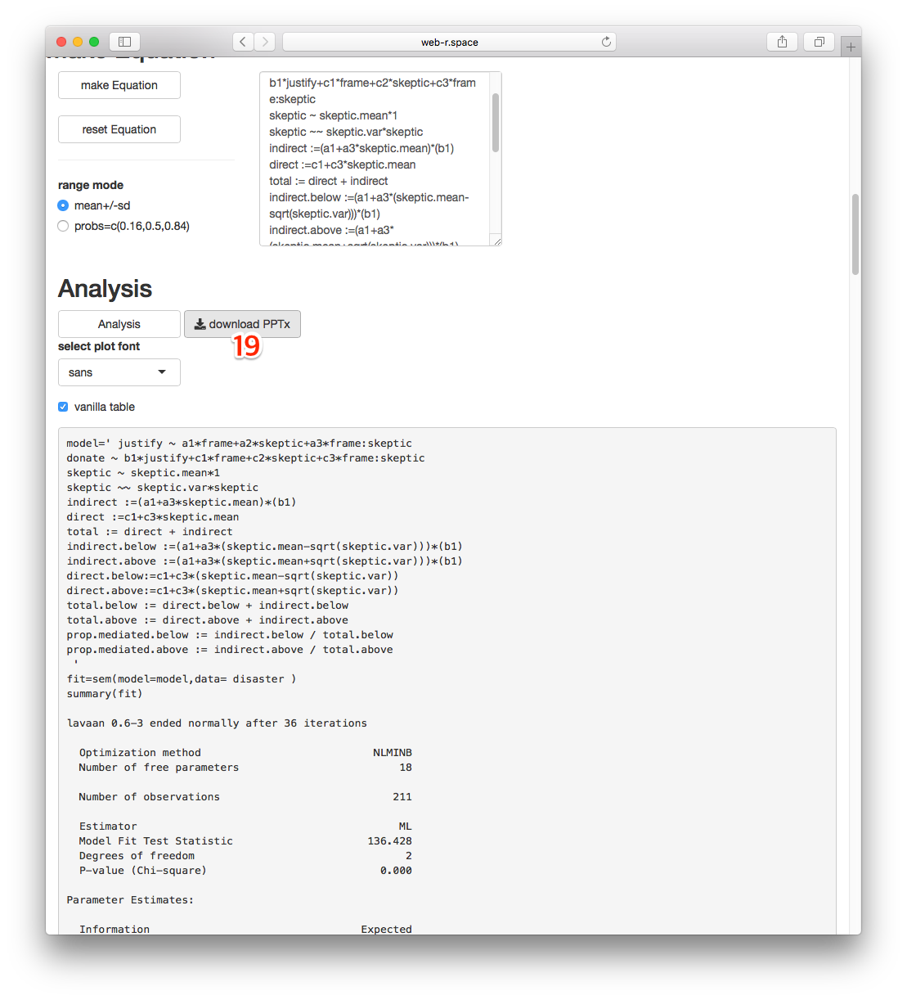 web-r.space
make Equation
make Equation
reset Equation
b1*justify+c1*frame+c2*skeptic+c3*fram
e:skeptic
skeptic ~ skeptic.mean*1
skeptic ~~ skeptic.var*skeptic
indirect :=(a1+a3*skeptic.mean)*(b1)
direct :=c1+c3*skeptic.mean
total := direct + indirect
indirect.below :=(a1+a3*(skeptic.mean-
sqrt(skeptic.var)))*(b1)
indirect.above :=(a1+a3*
(skeptic.mean+sqrt(skeptic.var)))*(b1)
range mode
mean+/-sd
probs=c(0.16,0.5,0.84)
Analysis
Analysis
download PPTx
19
select plot font
sans
vanilla table
model=' justify ~ a1*frame+a2*skeptic+a3*frame:skeptic
donate ~ b1*justify+c1*frame+c2*skeptic+c3*frame:skeptic
skeptic ~ skeptic.mean*1
skeptic ~~ skeptic.var*skeptic
indirect :=(a1+a3*skeptic.mean)*(b1)
direct :=c1+c3*skeptic.mean
total := direct + indirect
indirect.below :=(a1+a3*(skeptic.mean-sqrt(skeptic.var)))*(b1)
indirect.above :=(a1+a3*(skeptic.mean+sqrt(skeptic.var)))*(b1)
direct.below:=c1+c3*(skeptic.mean-sqrt(skeptic.var))
direct.above:=c1+c3*(skeptic.mean+sqrt(skeptic.var))
total.below := direct.below + indirect.below
total.above := direct.above + indirect.above
prop.mediated.below := indirect.below / total.below
prop.mediated.above := indirect.above / total.above
'
fit=sem(model=model,data= disaster )
summary(fit)
lavaan 0.6-3 ended normally after 36 iterations
Optimization method NLMINB
Number of free parameters 18
Number of observations 211
Estimator ML
Model Fit Test Statistic 136.428
Degrees of freedom 2
P-value (Chi-square) 0.000
Parameter Estimates:
Information Expected